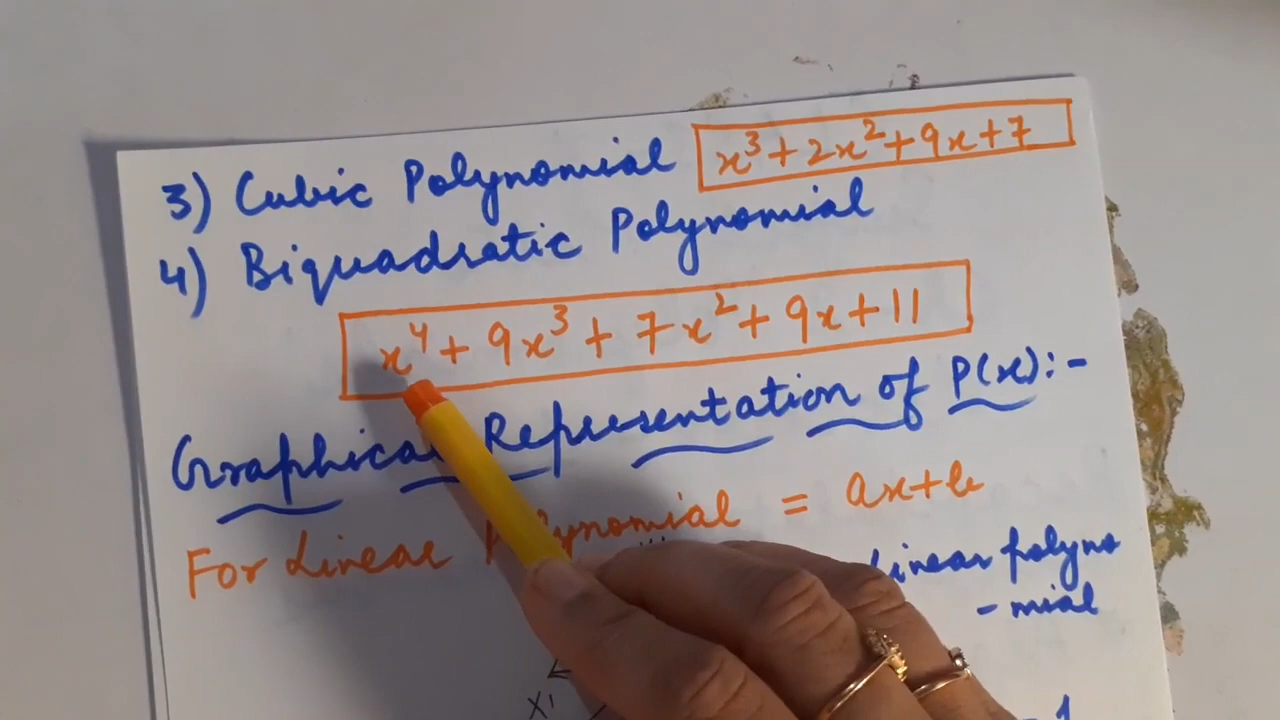 3) Cubic Polynomial x³+2x²+9x+7
4) Biquadratic Polynomial
x⁴+9x³+7x²+9x+11
Graphical Representation of P(x):-
For Linear Polynomial = ax+b
Linear polyno
-mial
X'